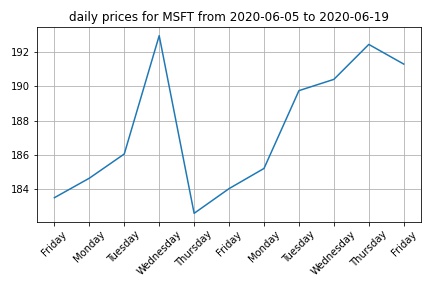 daily prices for MSFT from 2020-06-05 to 2020-06-19
192
190
188
186
184
Friday
Monday
Tuesday
Wednesday
Thursday
Friday
Monday
Tuesday
Wednesday
Thursday
Friday